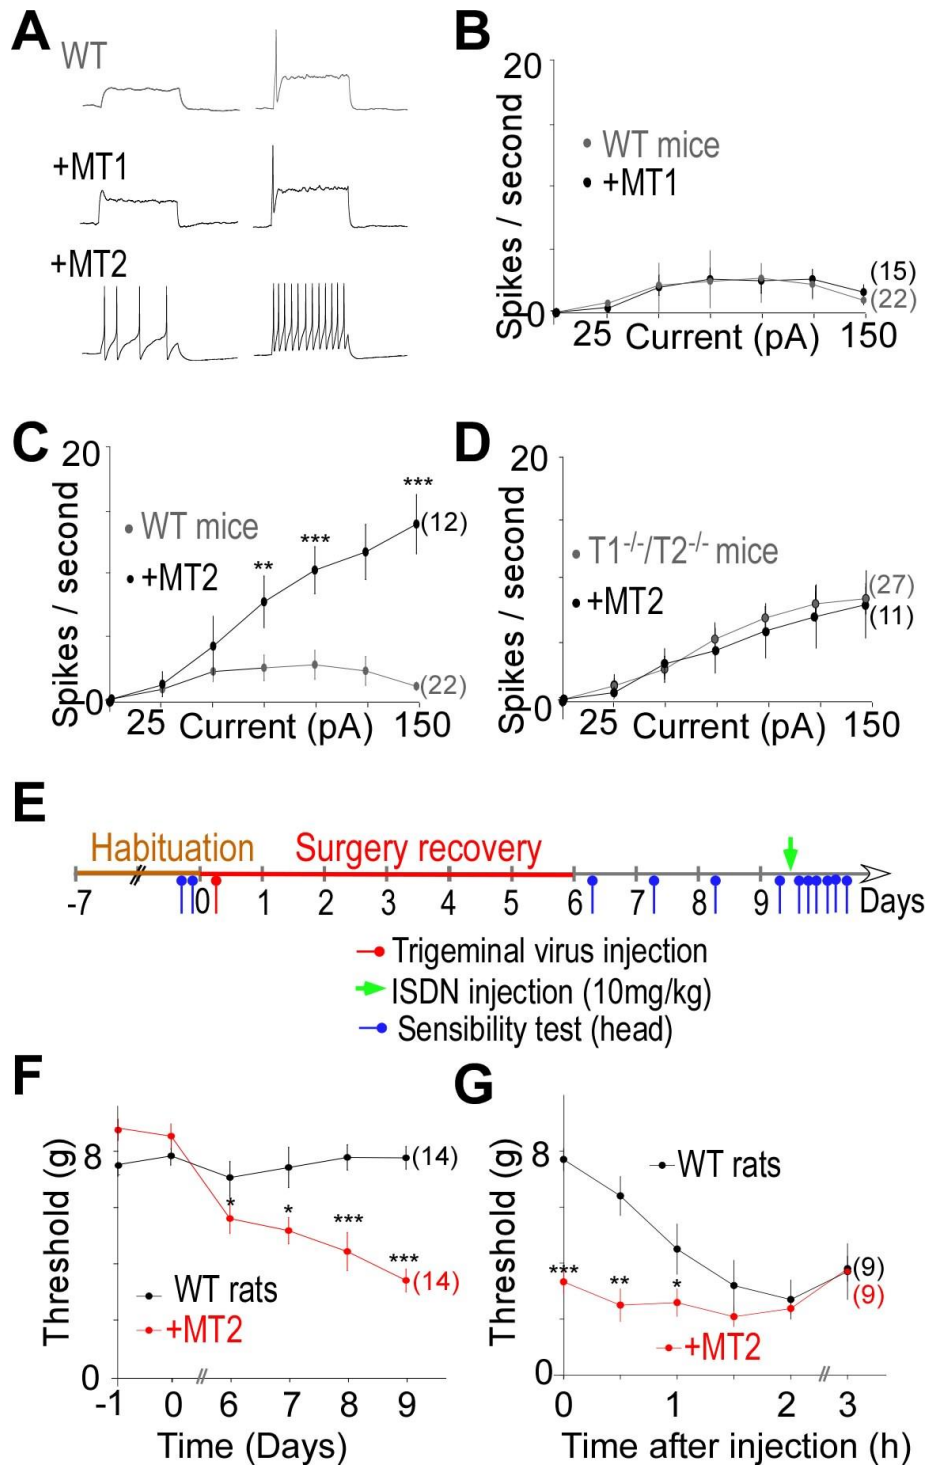 A
WT
+MT1
+MT2
B
20
Spikes / second
WT mice
+MT1
(15)
(22)
0
25 Current (pA) 150
C
20
Spikes / second
WT mice
+MT2
**
***
***
(12)
(22)
0
25 Current (pA) 150
D
20
Spikes / second
T1-/-/T2-/- mice
+MT2
(27)
(11)
0
25 Current (pA) 150
E
Habituation
Surgery recovery
-7 0 1 2 3 4 5 6 7 8 9 Days
Trigeminal virus injection
ISDN injection (10mg/kg)
Sensibility test (head)
F
Threshold (g)
8
(14)
*
*
***
***
(14)
WT rats
+MT2
0
-1 0 6 7 8 9
Time (Days)
G
Threshold (g)
8
WT rats
***
**
*
(9)
(9)
+MT2
0
0 1 2 3
Time after injection (h)